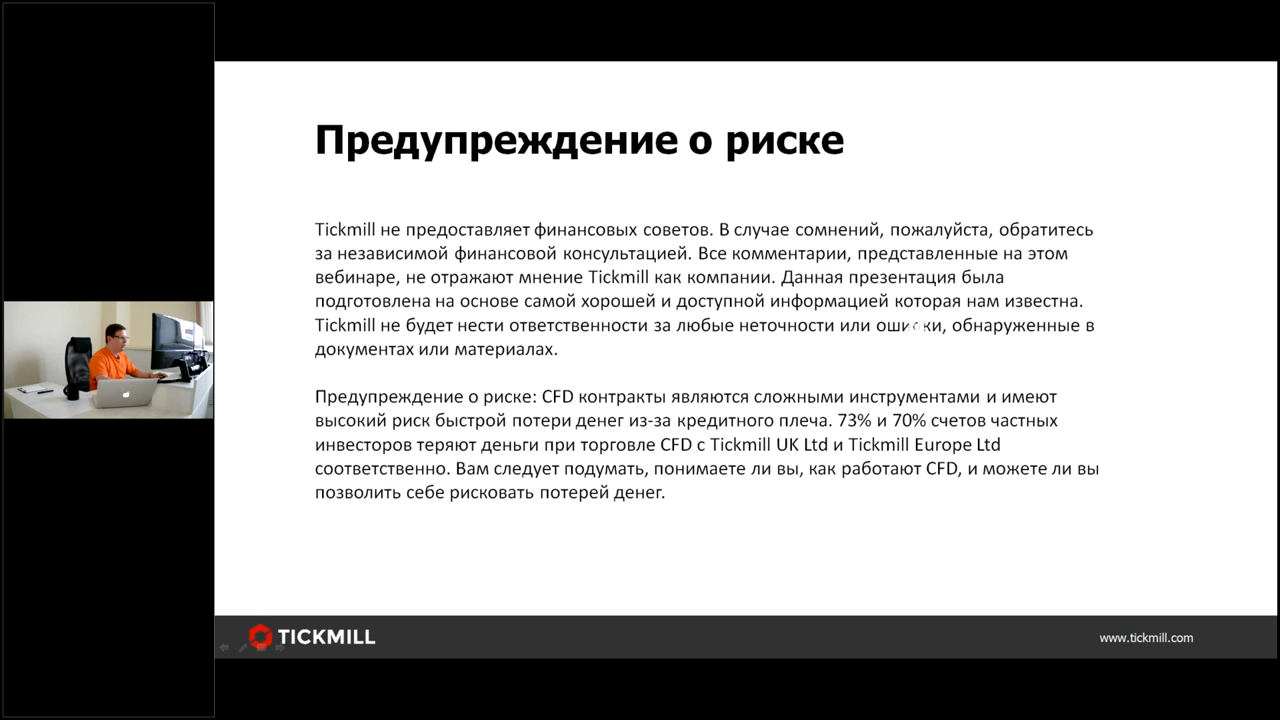 Предупреждение о риске
Tickmill не предоставляет финансовых советов. В случае сомнений, пожалуйста, обратитесь
за независимой финансовой консультацией. Все комментарии, представленные на этом
вебинаре, не отражают мнение Tickmill как компании. Данная презентация была
подготовлена на основе самой хорошей и доступной информацией которая нам известна.
Tickmill не будет нести ответственности за любые неточности или ошибки, обнаруженные в
документах или материалах.
Предупреждение о риске: CFD контракты являются сложными инструментами и имеют
высокий риск быстрой потери денег из-за кредитного плеча. 73% и 70% счетов частных
инвесторов теряют деньги при торговле CFD с Tickmill UK Ltd и Tickmill Europe Ltd
соответственно. Вам следует подумать, понимаете ли вы, как работают CFD, и можете ли вы
позволить себе рисковать потерей денег.
TICKMILL
www.tickmill.com